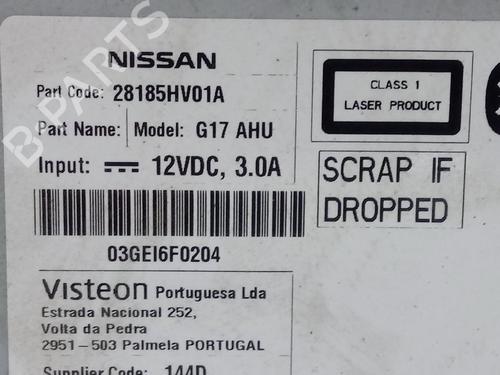 NISSAN
Part Code: 28185HV01A
Part Name: Model: G17 AHU
Input: 12VDC, 3.0A
03GEI6F0204
Visteon Portuguesa Lda
Estrada Nacional 252,
Volta da Pedra
2951-503 Palmela PORTUGAL
Supplier Code: 144D
CLASS 1
LASER PRODUCT
SCRAP IF
DROPPED
B PARTS